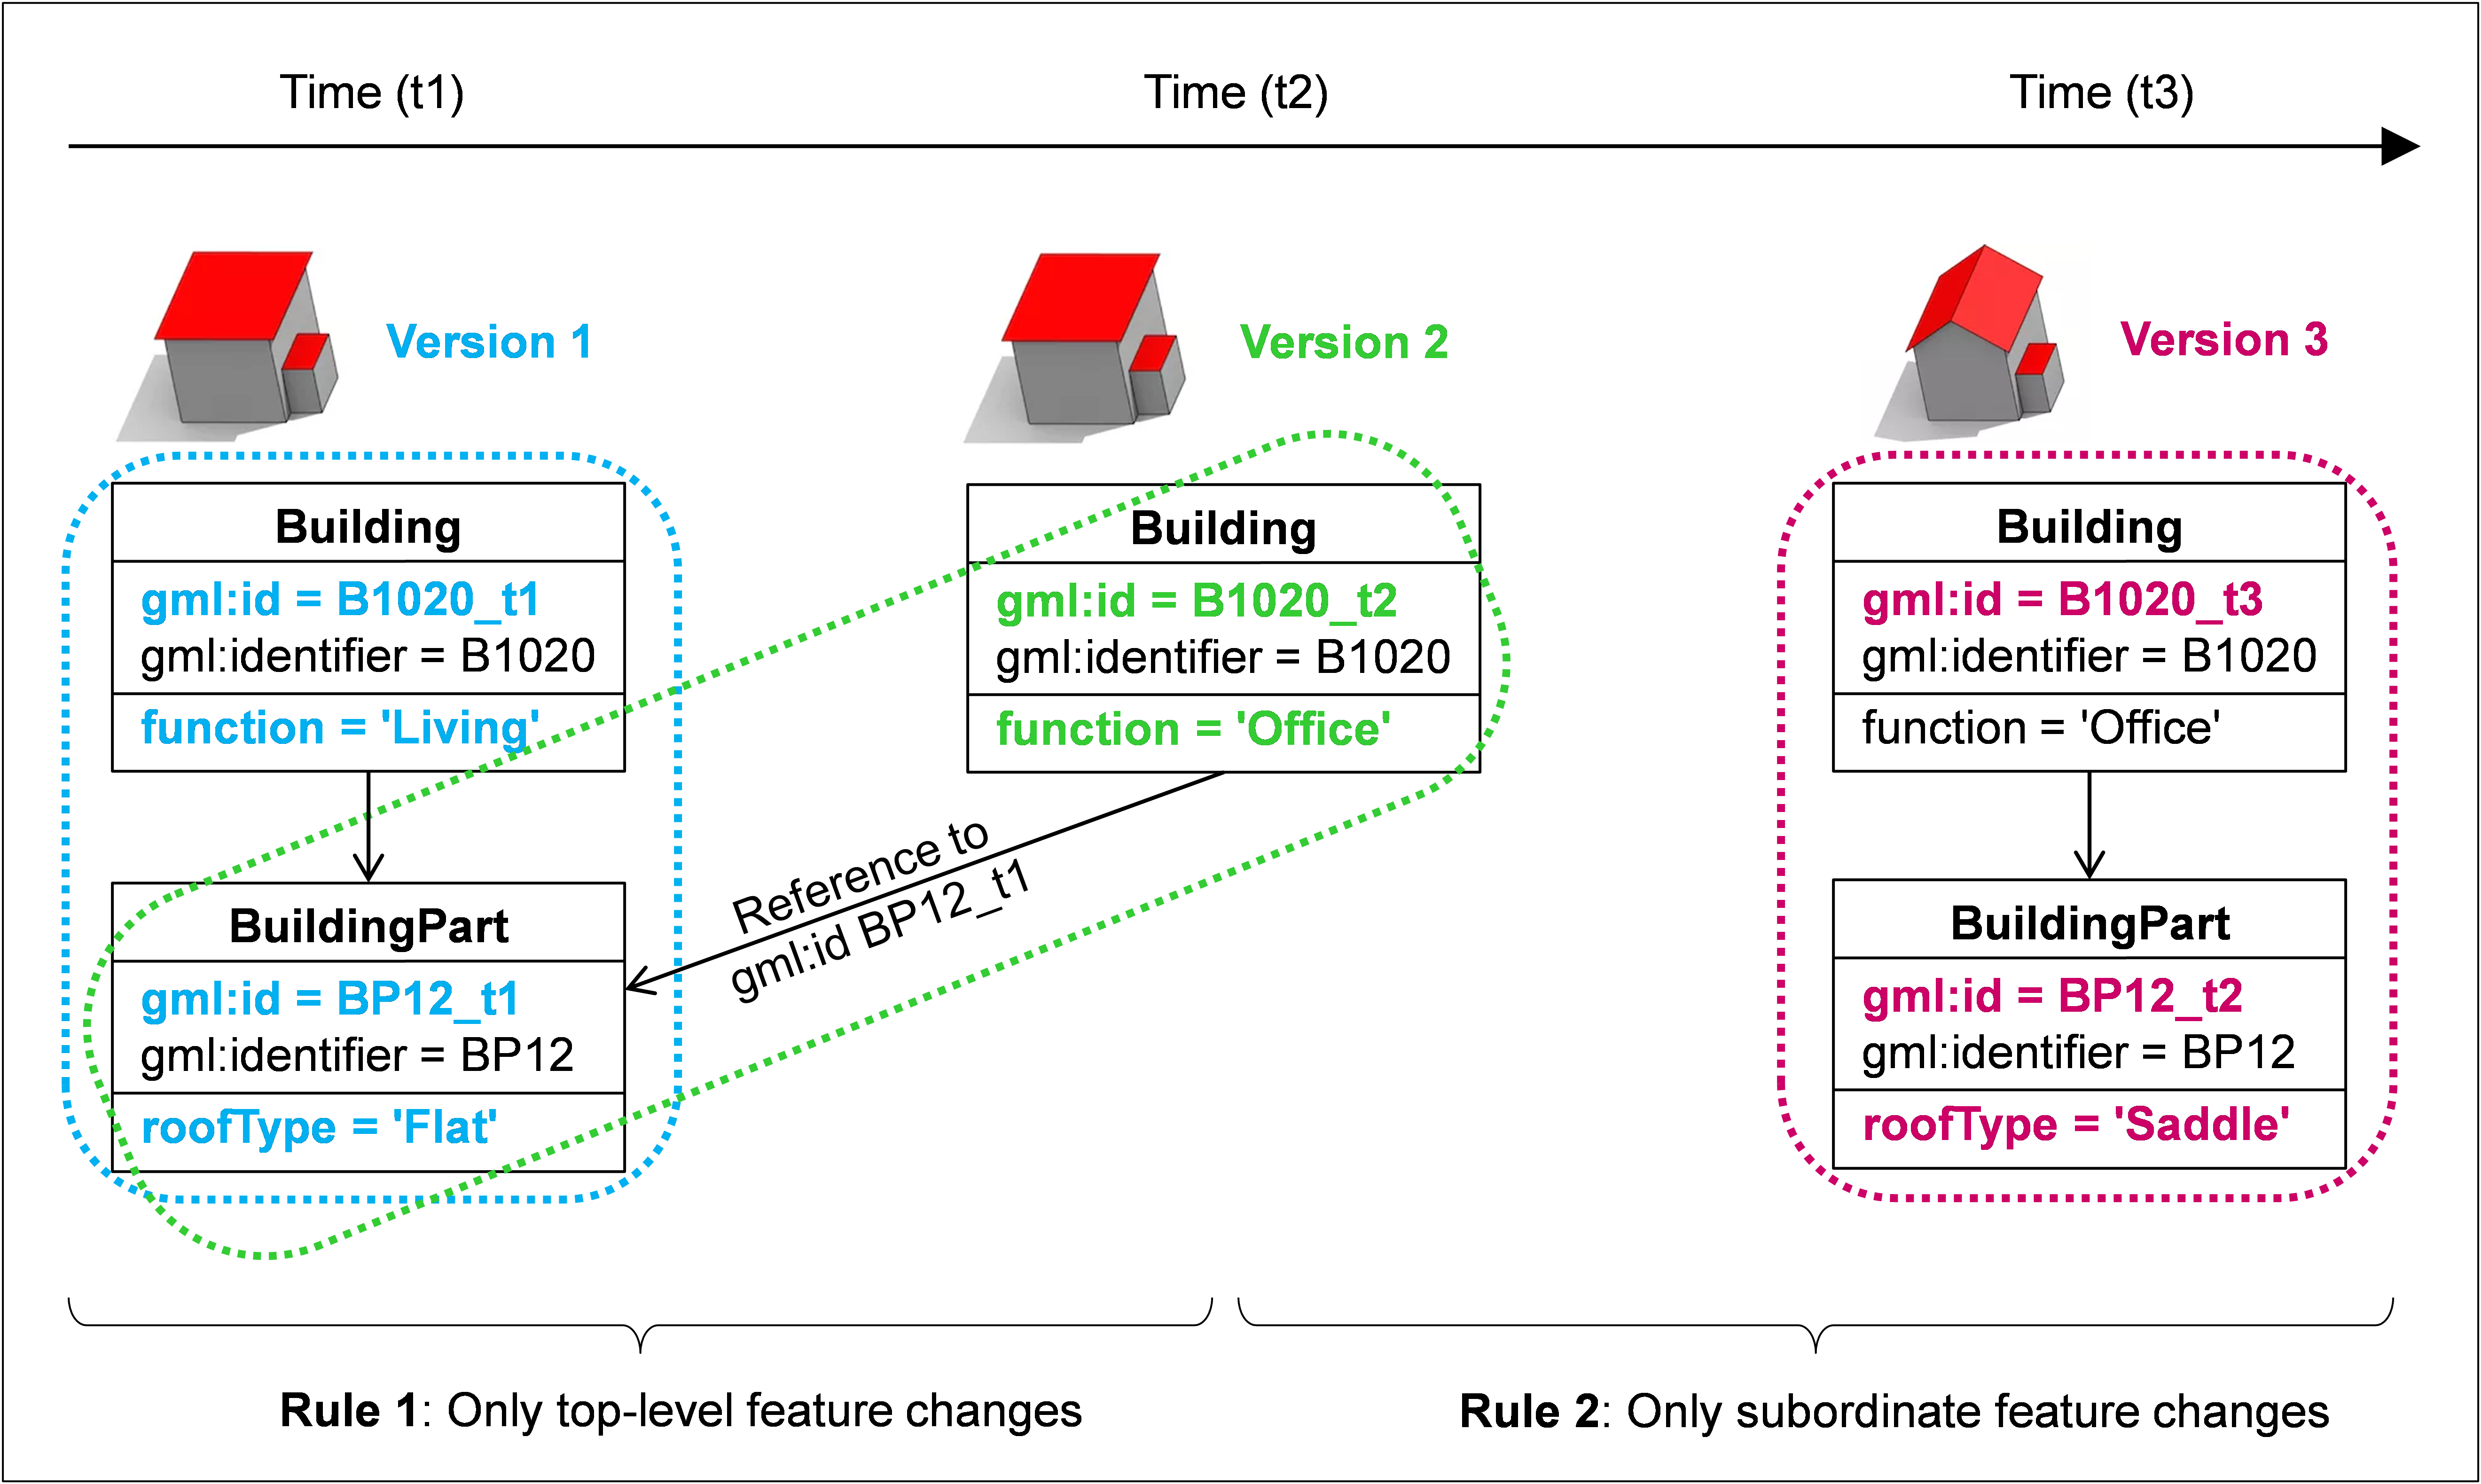 Time (t1)
Time (t2)
Time (t3)
Version 1
Version 2
Version 3
Building
gml:id = B1020_t1
gml:identifier = B1020
function = 'Living'
Building
gml:id = B1020_t2
gml:identifier = B1020
function = 'Office'
Building
gml:id = B1020_t3
gml:identifier = B1020
function = 'Office'
Reference to
gml:id BP12_t1
BuildingPart
gml:id = BP12_t1
gml:identifier = BP12
roofType = 'Flat'
BuildingPart
gml:id = BP12_t2
gml:identifier = BP12
roofType = 'Saddle'
Rule 1: Only top-level feature changes
Rule 2: Only subordinate feature changes